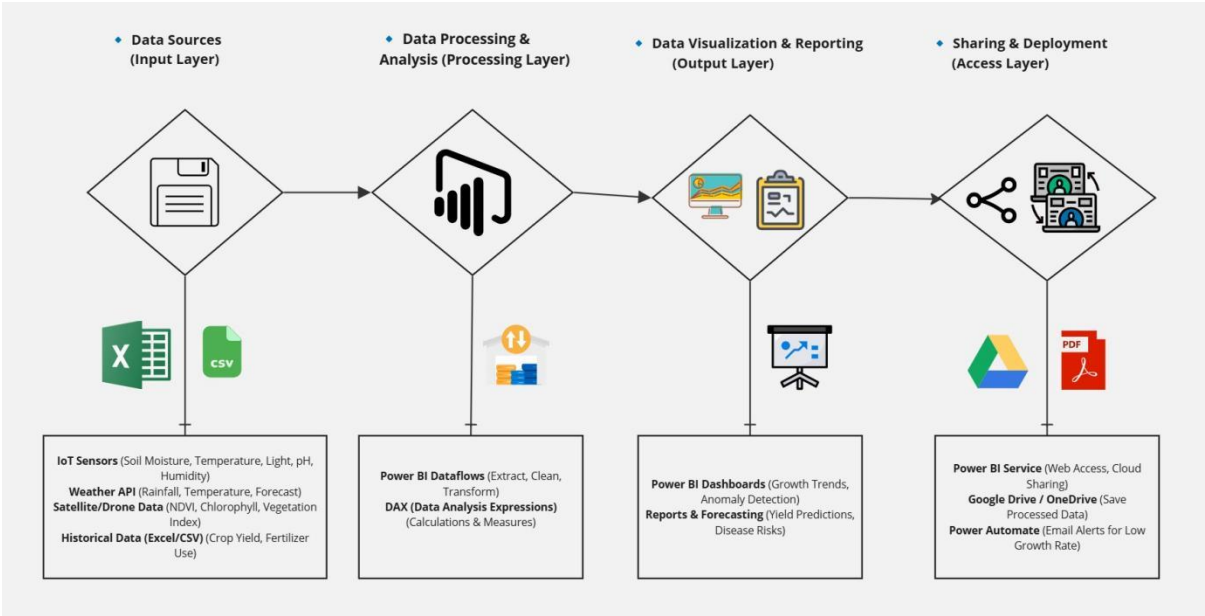 Data Sources
(Input Layer)
Data Processing &
Analysis (Processing Layer)
Data Visualization & Reporting
(Output Layer)
Sharing & Deployment
(Access Layer)
X
CSV
PDF
IoT Sensors (Soil Moisture, Temperature, Light, pH,
Humidity)
Weather API (Rainfall, Temperature, Forecast)
Satellite/Drone Data (NDVI, Chlorophyll, Vegetation
Index)
Historical Data (Excel/CSV) (Crop Yield, Fertilizer
Use)
Power BI Dataflows (Extract, Clean,
Transform)
DAX (Data Analysis Expressions)
(Calculations & Measures)
Power BI Dashboards (Growth Trends,
Anomaly Detection)
Reports & Forecasting (Yield Predictions,
Disease Risks)
Power BI Service (Web Access, Cloud
Sharing)
Google Drive / OneDrive (Save
Processed Data)
Power Automate (Email Alerts for Low
Growth Rate)